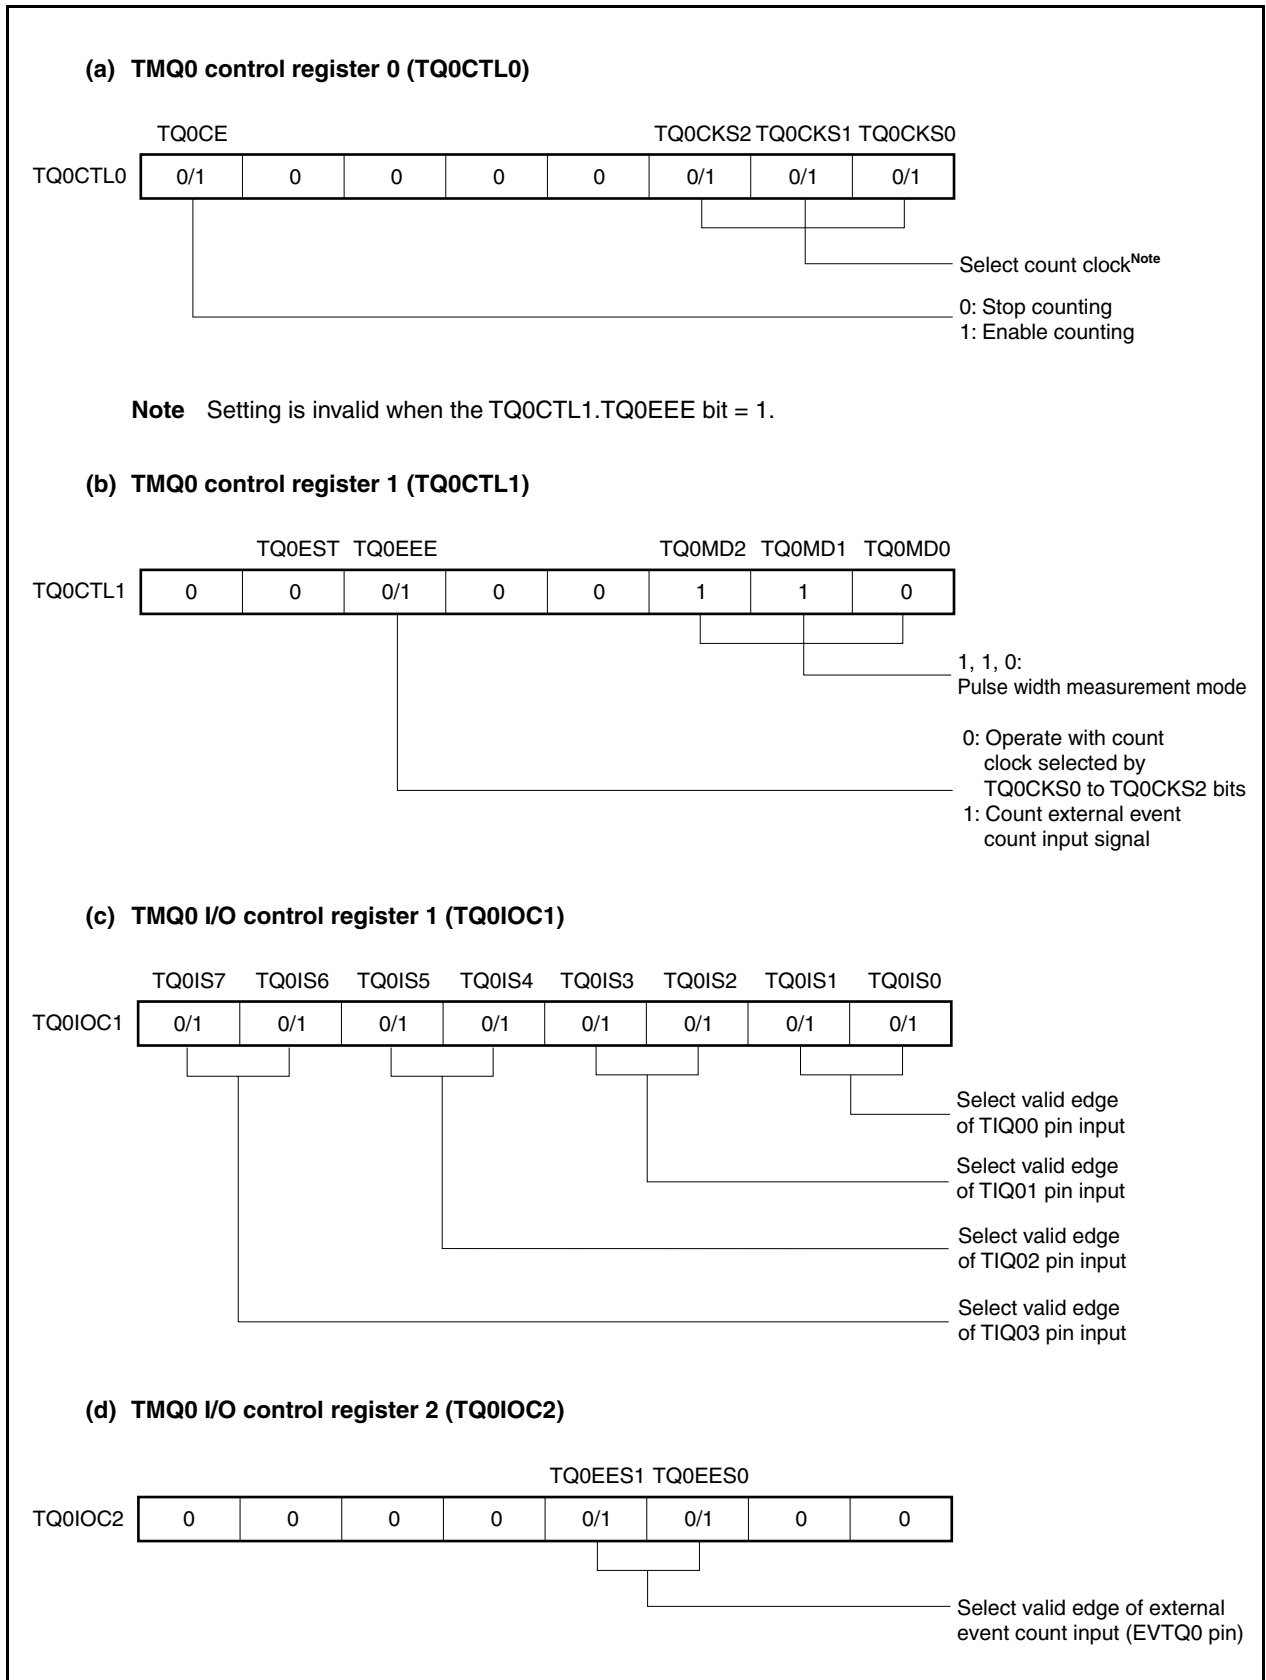 (a) TMQ0 control register 0 (TQ0CTL0)
TQ0CE TQ0CKS2 TQ0CKS1 TQ0CKS0
TQ0CTL0 0/1 0 0 0 0 0/1 0/1 0/1
Select count clockNote
0: Stop counting
1: Enable counting
Note Setting is invalid when the TQ0CTL1.TQ0EEE bit = 1.
(b) TMQ0 control register 1 (TQ0CTL1)
TQ0EST TQ0EEE TQ0MD2 TQ0MD1 TQ0MD0
TQ0CTL1 0 0 0/1 0 0 1 1 0
1, 1, 0:
Pulse width measurement mode
0: Operate with count
clock selected by
TQ0CKS0 to TQ0CKS2 bits
1: Count external event
count input signal
(c) TMQ0 I/O control register 1 (TQ0IOC1)
TQ0IS7 TQ0IS6 TQ0IS5 TQ0IS4 TQ0IS3 TQ0IS2 TQ0IS1 TQ0IS0
TQ0IOC1 0/1 0/1 0/1 0/1 0/1 0/1 0/1 0/1
Select valid edge
of TIQ00 pin input
Select valid edge
of TIQ01 pin input
Select valid edge
of TIQ02 pin input
Select valid edge
of TIQ03 pin input
(d) TMQ0 I/O control register 2 (TQ0IOC2)
TQ0EES1 TQ0EES0
TQ0IOC2 0 0 0 0 0/1 0/1 0 0
Select valid edge of external
event count input (EVTQ0 pin)